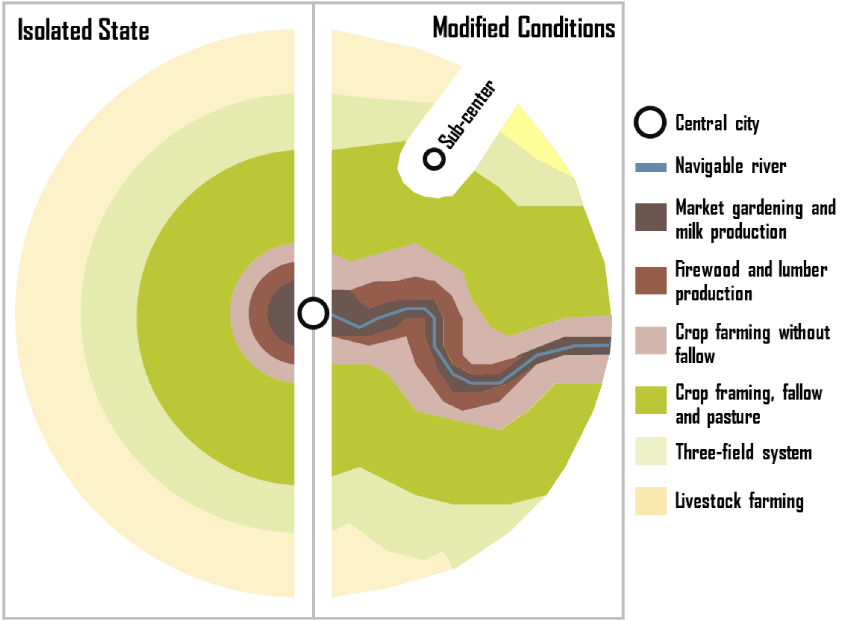 Isolated State
Modified Conditions
Sub-center
Central city
Navigable river
Market gardening and
milk production
Firewood and lumber
production
Crop farming without
fallow
Crop framing, fallow
and pasture
Three-field system
Livestock farming